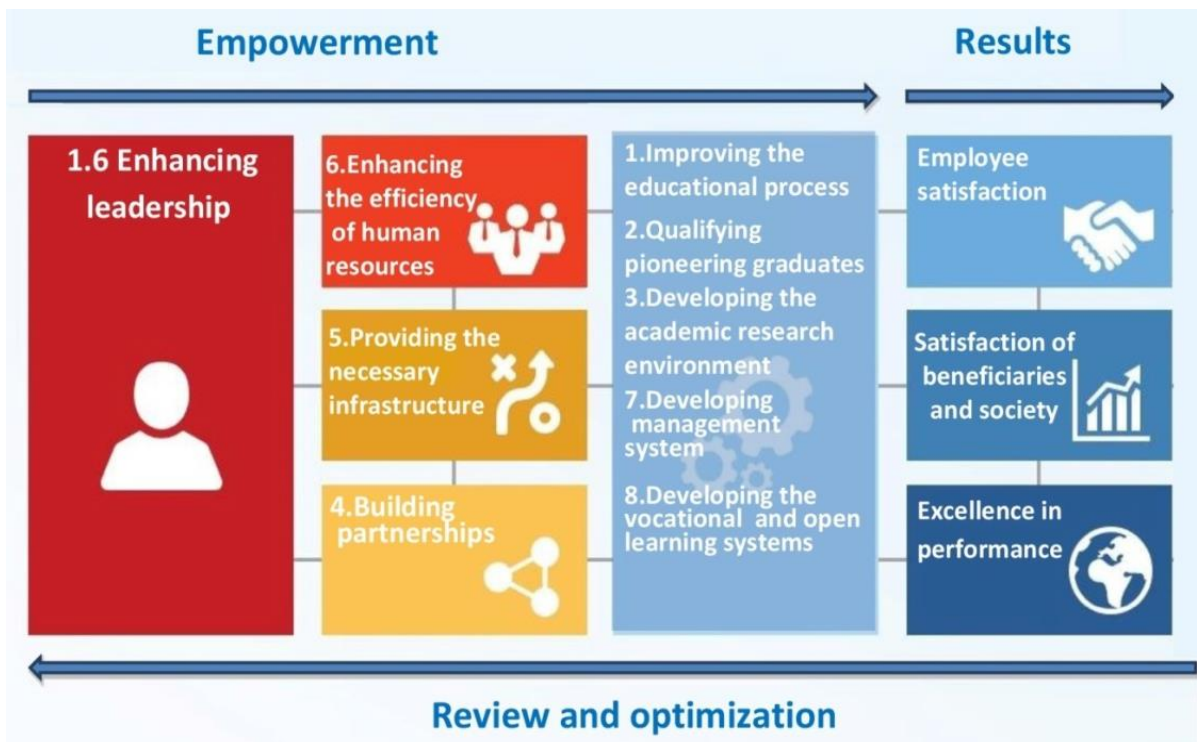 Empowerment
Results
1.6 Enhancing
leadership
6.Enhancing
the efficiency
of human
resources
5.Providing the
necessary
infrastructure
4.Building
partnerships
1.Improving the
educational process
2.Qualifying
pioneering graduates
3.Developing the
academic research
environment
7.Developing
management
system
8.Developing the
vocational and open
learning systems
Employee
satisfaction
Satisfaction of
beneficiaries
and society
Excellence in
performance
Review and optimization